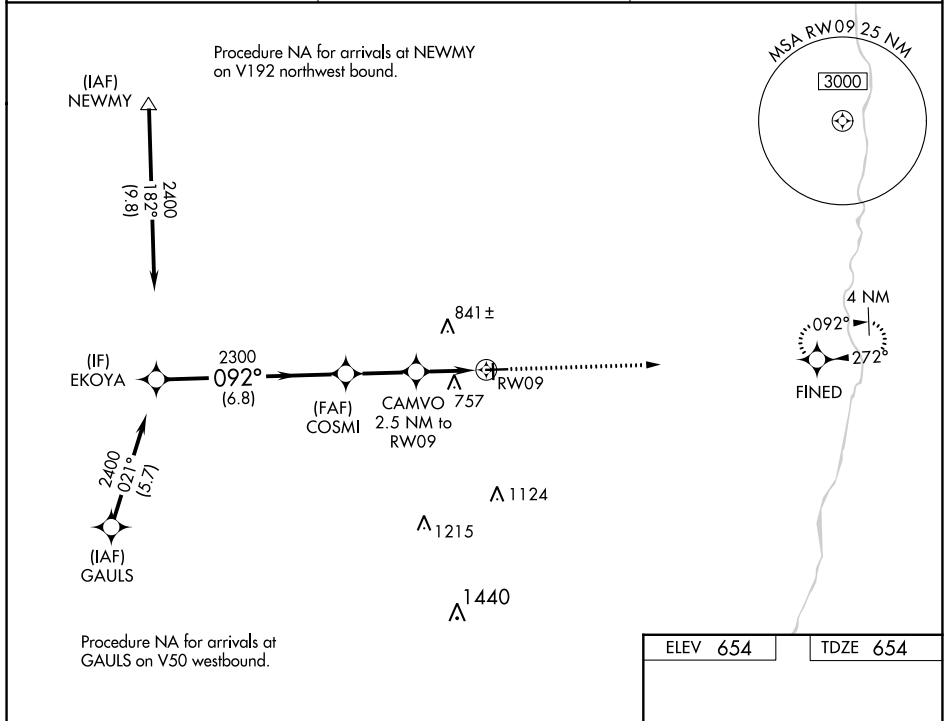 Procedure NA for arrivals at NEWMY
on V192 northwest bound.
MSA RW09 25 NM
3000
(IAF)
NEWMY
2400
182°
(9.8)
841±
4 NM
092°
272°
FINED
(IF)
EKOYA
2300
092°
(6.8)
(FAF)
COSMI
CAMVO
2.5 NM to
RW09
757
RW09
2400
021°
(5.7)
(IAF)
GAULS
1124
1215
1440
Procedure NA for arrivals at
GAULS on V50 westbound.
ELEV 654
TDZE 654